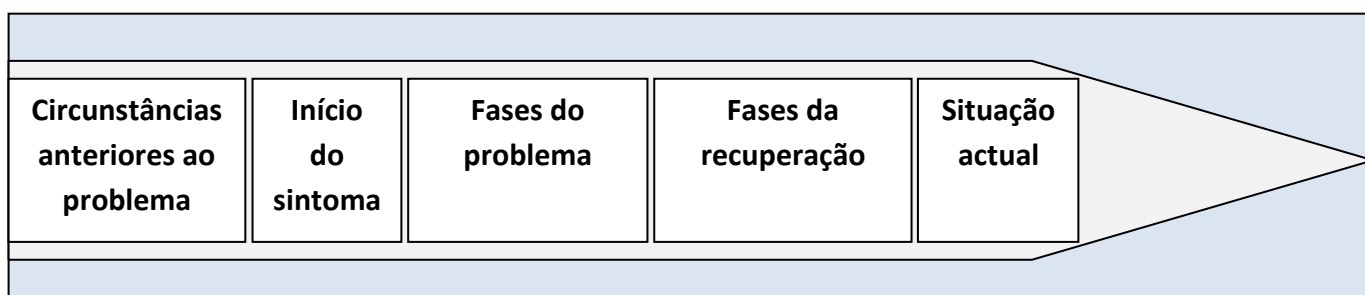 Circunstâncias
anteriores ao
problema
Início
do
sintoma
Fases do
problema
Fases da
recuperação
Situação
actual